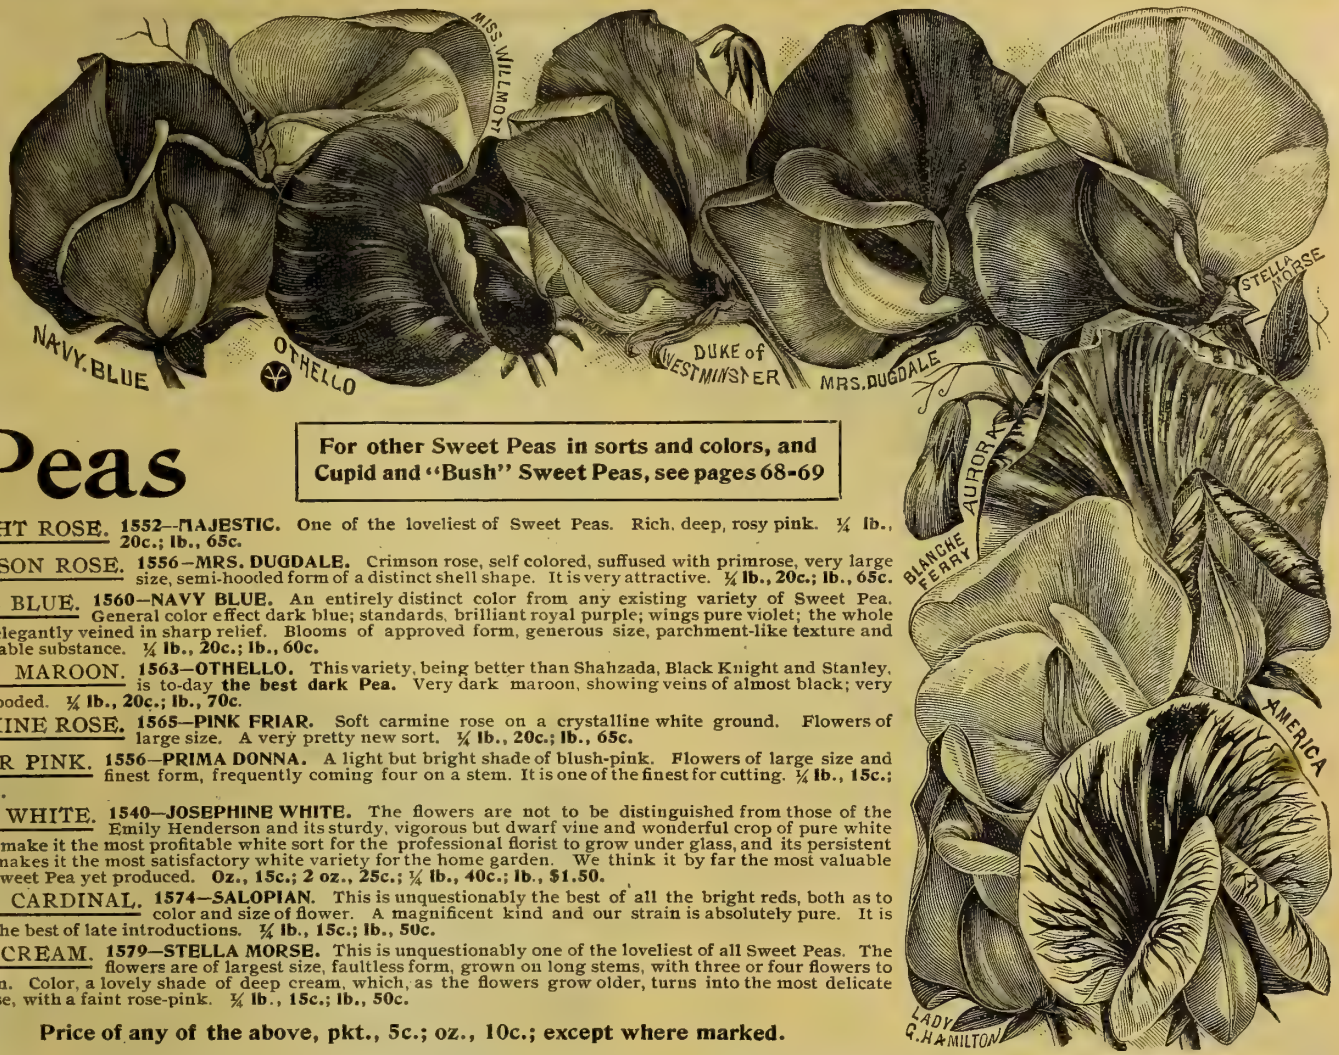 MISS. WILLMOTT
NAVY. BLUE
OTHELLO
DUKE of
WESTMINSTER
MRS. DUGDALE
STELLA
MORSE
AURORA
BLANCHE
FERRY
AMERICA
LADY
G. HAMILTON
Peas
For other Sweet Peas in sorts and colors, and
Cupid and “Bush” Sweet Peas, see pages 68-69
HT ROSE. 1552--MAJESTIC. One of the loveliest of Sweet Peas. Rich, deep, rosy pink. ¼ lb.,
20c.; lb., 65c.
SON ROSE. 1556—MRS. DUGDALE. Crimson rose, self colored, suffused with primrose, very large
size, semi-hooded form of a distinct shell shape. It is very attractive. ¼ lb., 20c.; lb., 65c.
BLUE. 1560—NAVY BLUE. An entirely distinct color from any existing variety of Sweet Pea.
General color effect dark blue; standards, brilliant royal purple; wings pure violet; the whole
elegantly veined in sharp relief. Blooms of approved form, generous size, parchment-like texture and
able substance. ¼ lb., 20c.; lb., 60c.
MAROON. 1563—OTHELLO. This variety, being better than Shahzada, Black Knight and Stanley,
is to-day the best dark Pea. Very dark maroon, showing veins of almost black; very
ooded. ¼ lb., 20c.; lb., 70c.
INE ROSE. 1565—PINK FRIAR. Soft carmine rose on a crystalline white ground. Flowers of
large size. A very pretty new sort. ¼ lb., 20c.; lb., 65c.
R PINK. 1556—PRIMA DONNA. A light but bright shade of blush-pink. Flowers of large size and
finest form, frequently coming four on a stem. It is one of the finest for cutting. ¼ lb., 15c.;
WHITE. 1540—JOSEPHINE WHITE. The flowers are not to be distinguished from those of the
Emily Henderson and its sturdy, vigorous but dwarf vine and wonderful crop of pure white
make it the most profitable white sort for the professional florist to grow under glass, and its persistent
makes it the most satisfactory white variety for the home garden. We think it by far the most valuable
weet Pea yet produced. Oz., 15c.; 2 oz., 25c.; ¼ lb., 40c.; lb., $1.50.
CARDINAL. 1574—SALOPIAN. This is unquestionably the best of all the bright reds, both as to
color and size of flower. A magnificent kind and our strain is absolutely pure. It is
he best of late introductions. ¼ lb., 15c.; lb., 50c.
CREAM. 1579—STELLA MORSE. This is unquestionably one of the loveliest of all Sweet Peas. The
flowers are of largest size, faultless form, grown on long stems, with three or four flowers to
n. Color, a lovely shade of deep cream, which, as the flowers grow older, turns into the most delicate
se, with a faint rose-pink. ¼ lb., 15c.; lb., 50c.
Price of any of the above, pkt., 5c.; oz., 10c.; except where marked.